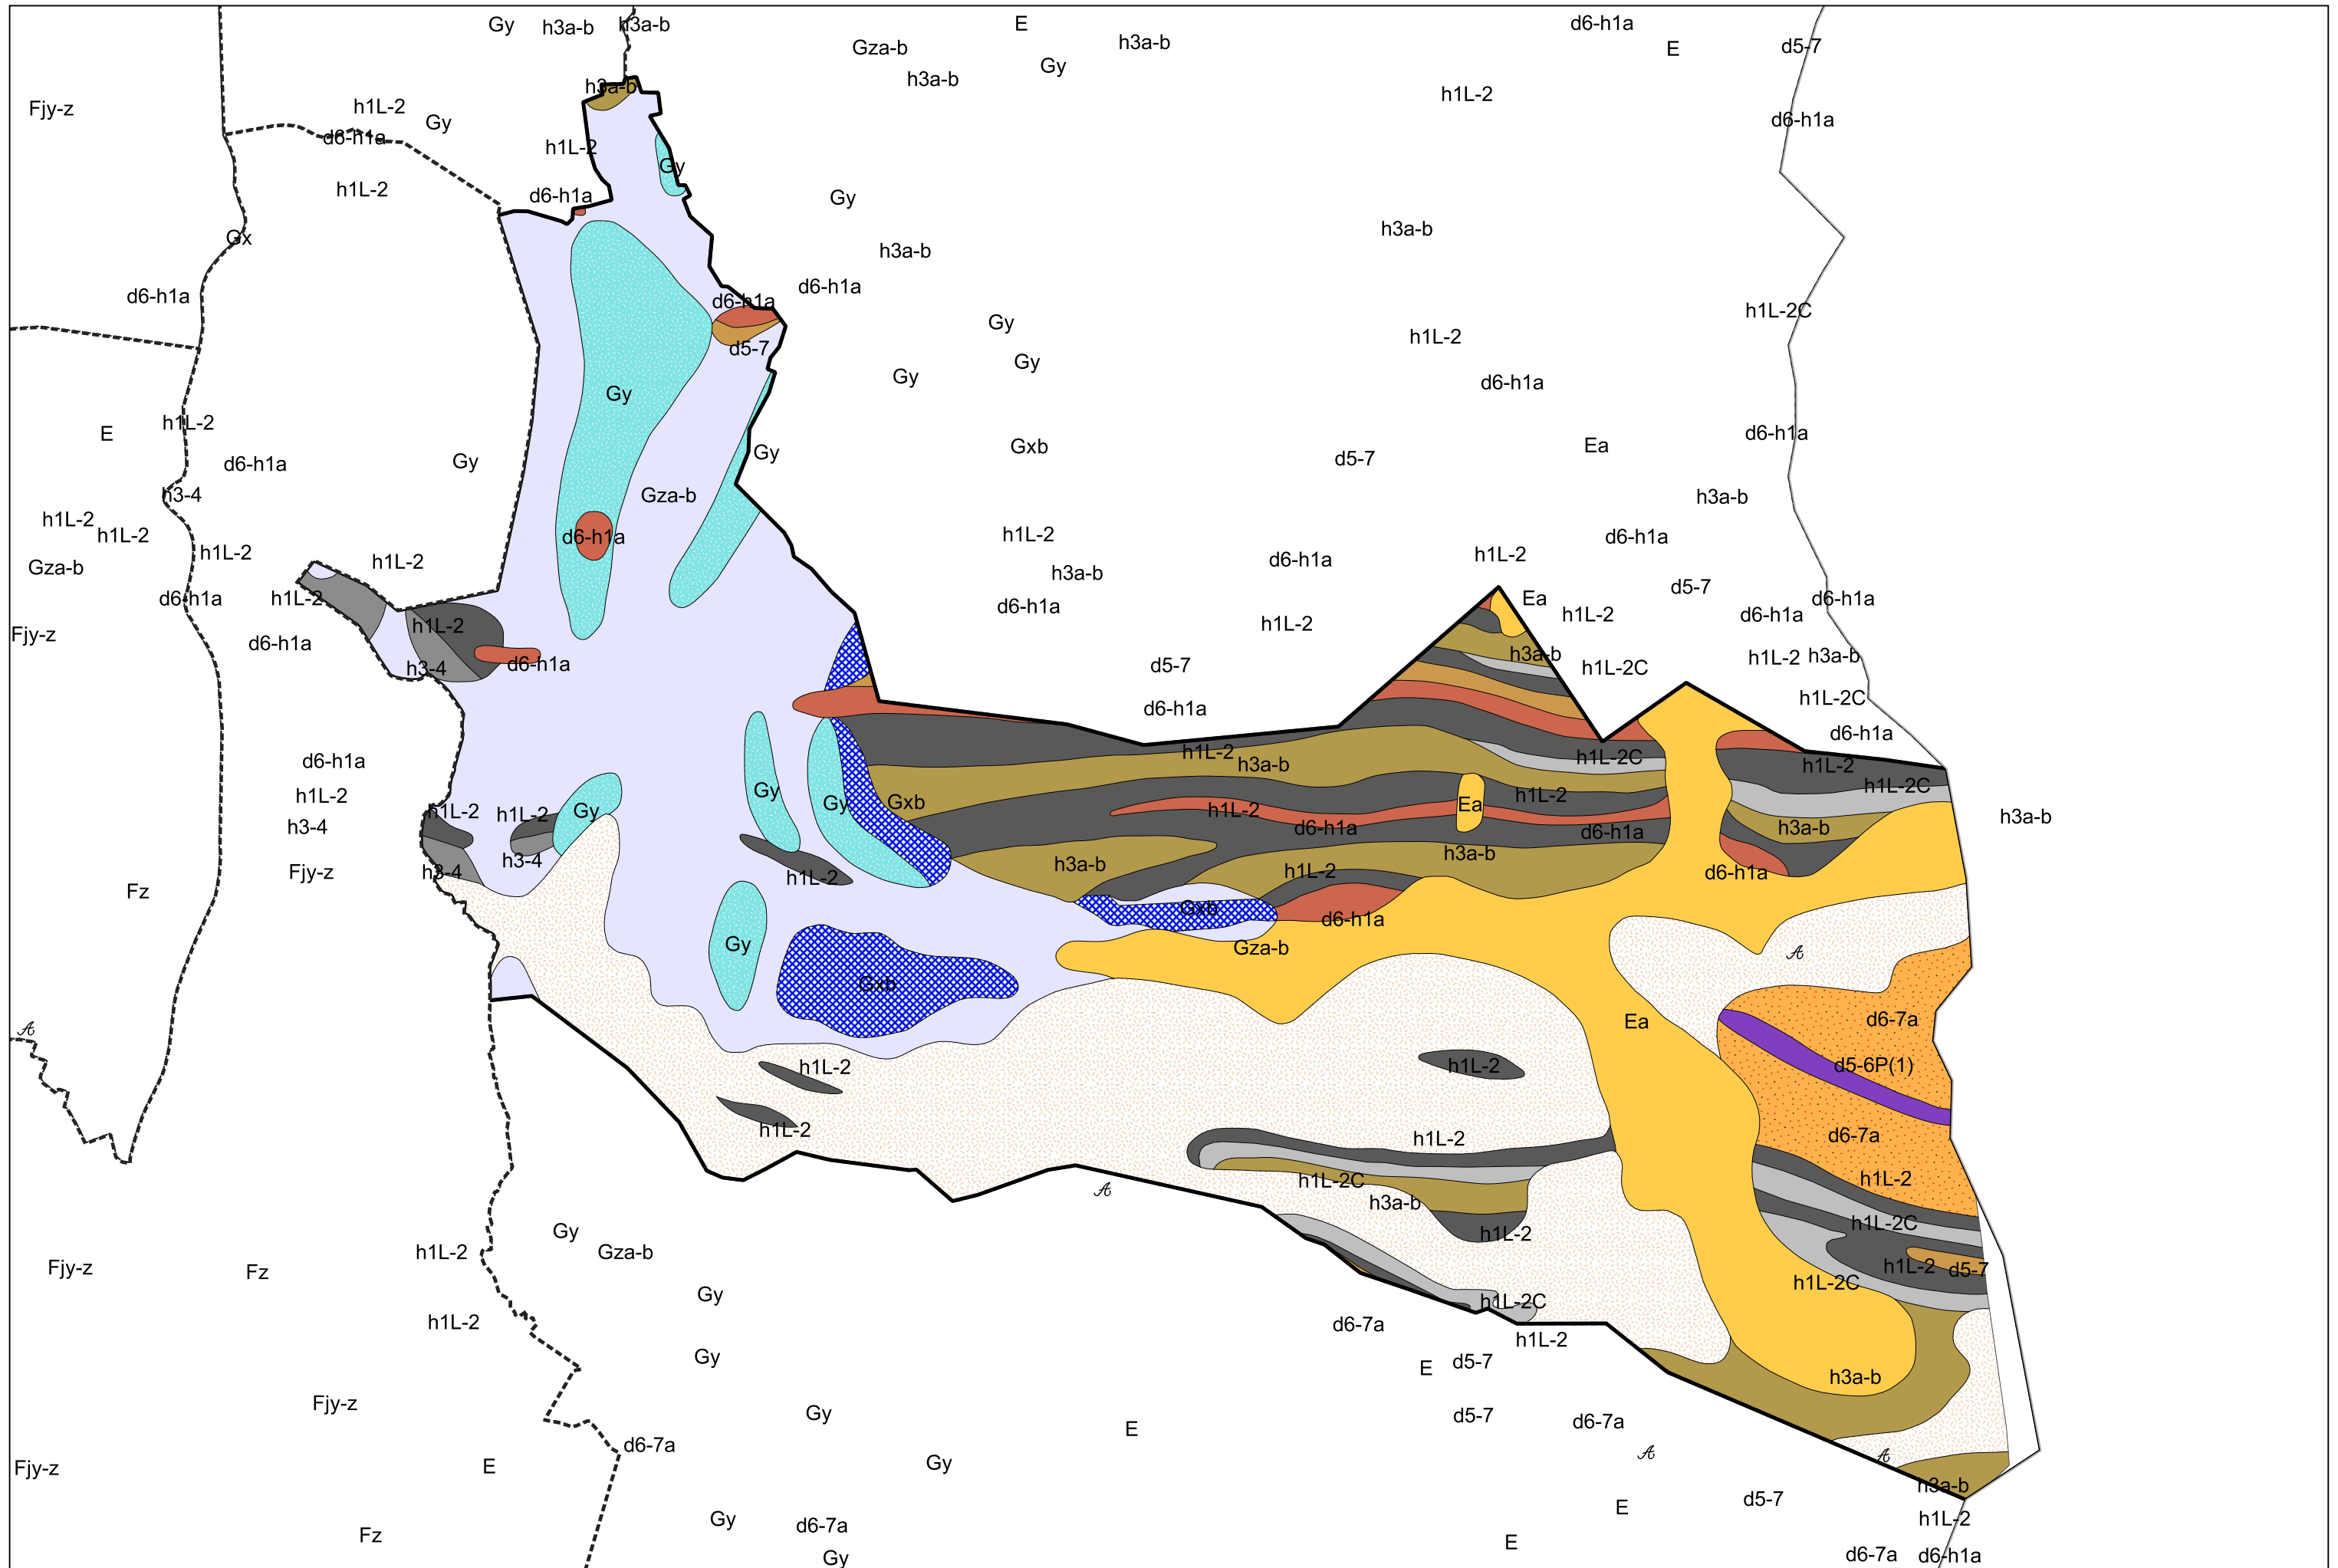 Gy
h3a-b
h3a-b
E
d6-h1a
Gza-b
h3a-b
E
d5-7
Gy
h3a-b
h3a-b
h1L-2
Fjy-z
h1L-2
Gy
d6-h1a
d6-h1a
h1L-2
Gy
h1L-2
d6-h1a
Gy
h3a-b
Gx
h3a-b
d6-h1a
d6-h1a
d6-h1a
h1L-2C
Gy
h1L-2
d5-7
Gy
Gy
d6-h1a
Gy
h1L-2
E
d6-h1a
Gxb
Ea
Gy
Gy
d5-7
d6-h1a
h3-4
Gza-b
h3a-b
h1L-2
h1L-2
h1L-2
d6-h1a
d6-h1a
h1L-2
h1L-2
d6-h1a
h1L-2
Gza-b
h3a-b
d5-7
d6-h1a
h1L-2
d6-h1a
Ea
d6-h1a
h1L-2
d6-h1a
Fjy-z
h1L-2
h1L-2
d6-h1a
h3-4
d6-h1a
d5-7
h3a-b
h1L-2C
h1L-2
h3a-b
h1L-2C
d6-h1a
d6-h1a
d6-h1a
h1L-2
h3a-b
h1L-2C
h1L-2
h1L-2C
h1L-2
Gy
Gy
Gxb
Ea
h1L-2
h1L-2
h1L-2
Gy
h1L-2
h3a-b
h3-4
d6-h1a
d6-h1a
h3a-b
h3-4
h3a-b
h3a-b
Fjy-z
h3-4
h1L-2
h1L-2
d6-h1a
Fz
Gxb
d6-h1a
Gy
Gza-b
A
Gxb
Ea
d6-7a
A
h1L-2
h1L-2
d5-6P(1)
h1L-2
h1L-2
d6-7a
A
h1L-2C
h3a-b
h1L-2
Gy
h1L-2
h1L-2C
h1L-2
Gza-b
Fjy-z
Fz
h1L-2
d5-7
h1L-2C
Gy
h1L-2C
h1L-2
d6-7a
h1L-2
Gy
E
d5-7
h3a-b
Fjy-z
Gy
d5-7
d6-7a
E
d6-7a
A
A
Fjy-z
E
Gy
h3a-b
d5-7
E
Gy
d6-7a
h1L-2
Fz
E
Gy
d6-7a
d6-h1a